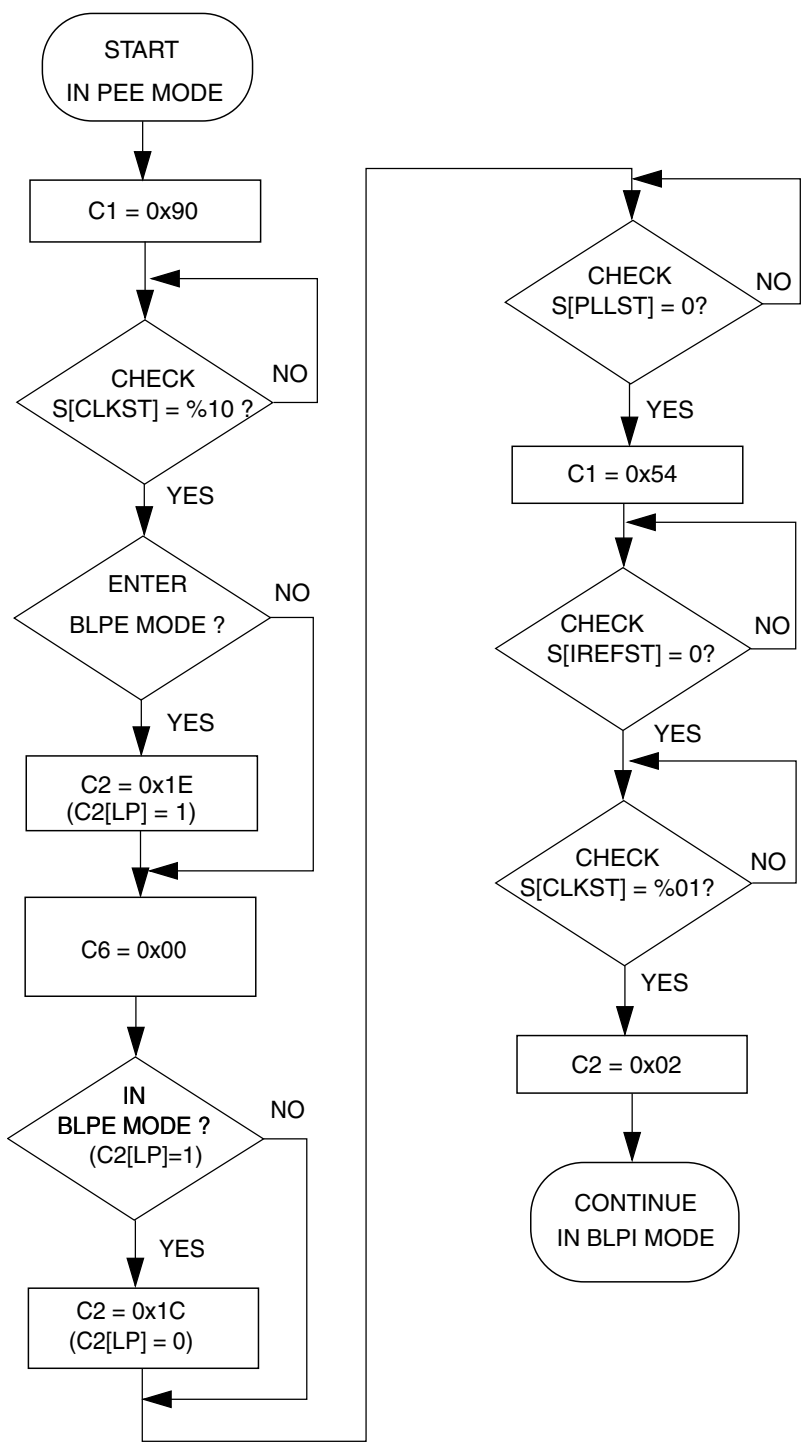 START
IN PEE MODE
C1 = 0x90
CHECK
S[CLKST] = %10 ?
NO
YES
ENTER
BLPE MODE ?
NO
YES
C2 = 0x1E
(C2[LP] = 1)
C6 = 0x00
IN
BLPE MODE ?
(C2[LP]=1)
NO
YES
C2 = 0x1C
(C2[LP] = 0)
CHECK
S[PLLST] = 0?
NO
YES
C1 = 0x54
CHECK
S[IREFST] = 0?
NO
YES
CHECK
S[CLKST] = %01?
NO
YES
C2 = 0x02
CONTINUE
IN BLPI MODE